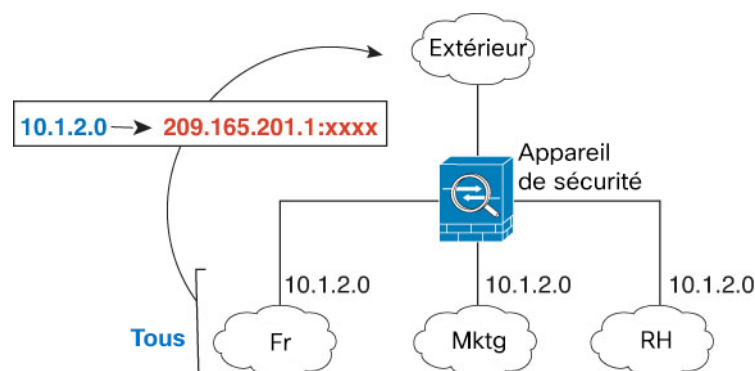 Extérieur
10.1.2.0 209.165.201.1:xxxx
Appareil
de sécurité
10.1.2.0 10.1.2.0 10.1.2.0
Tous Fr Mktg RH